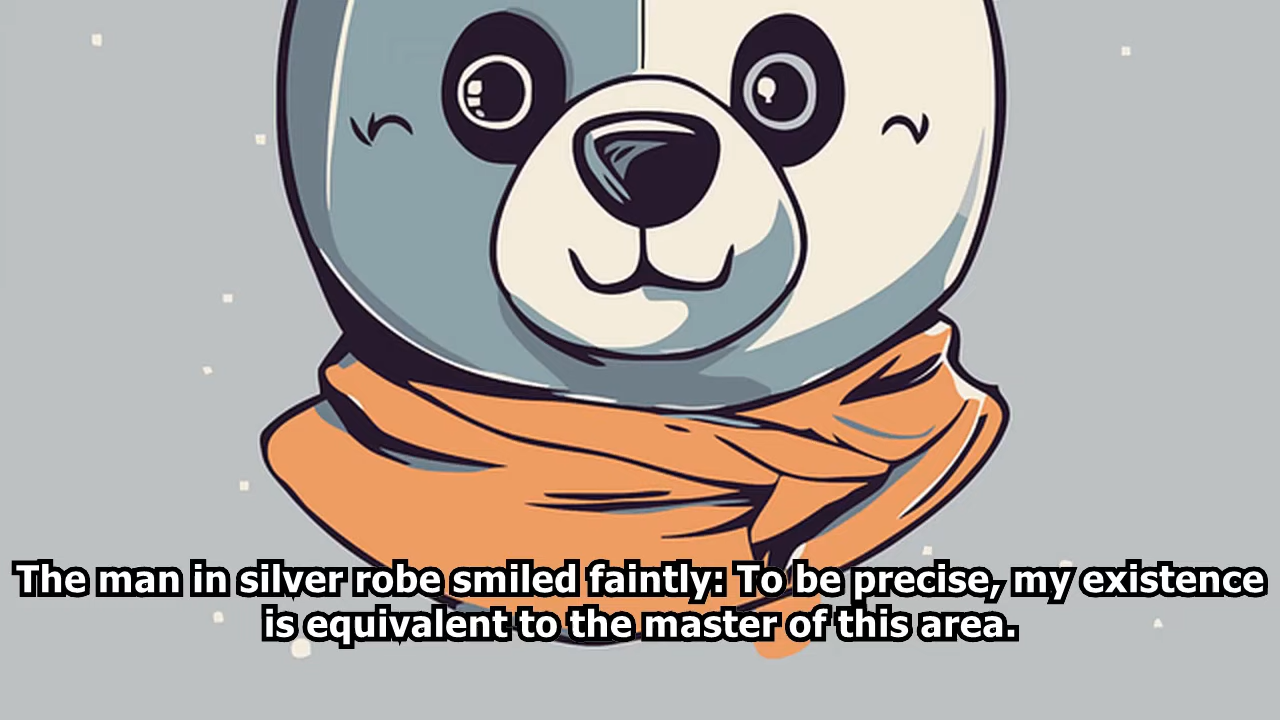 The man in silver robe smiled faintly: To be precise, my existence
is equivalent to the master of this area.